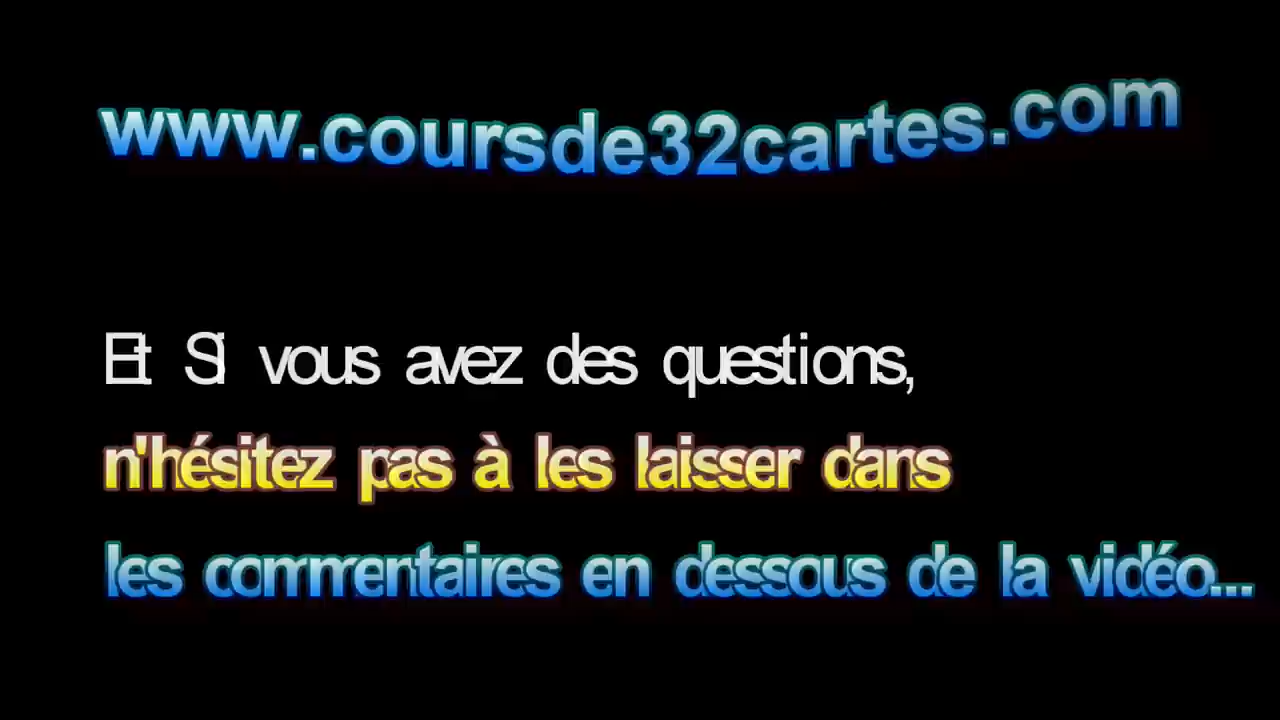 www.coursde32cartes.com
Et SI vous avez des questions,
n'hésitez pas à les laisser dans
les commentaires en dessous de la vidéo...